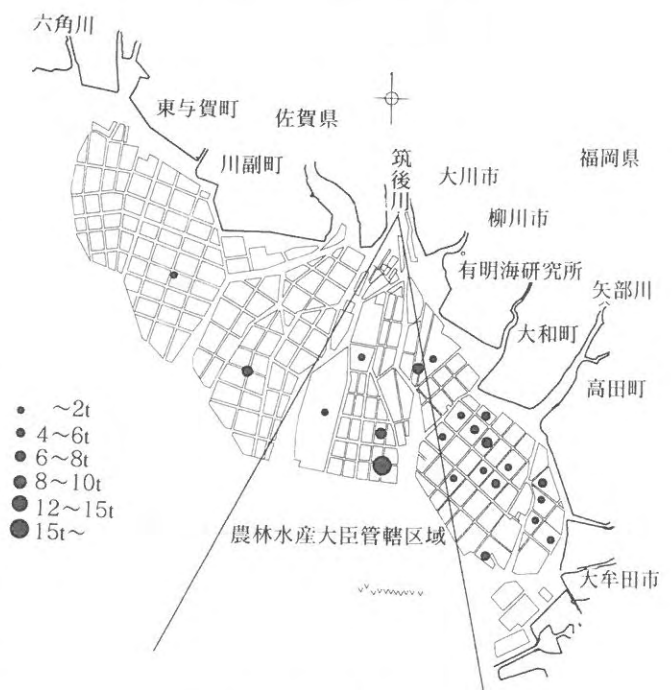 六角川
東与賀町
佐賀県
川副町
筑後川
大川市
福岡県
柳川市
有明海研究所
矢部川
大和町
高田町
～2t
4～6t
6～8t
8～10t
12～15t
15t～
農林水産大臣管轄区域
大牟田市